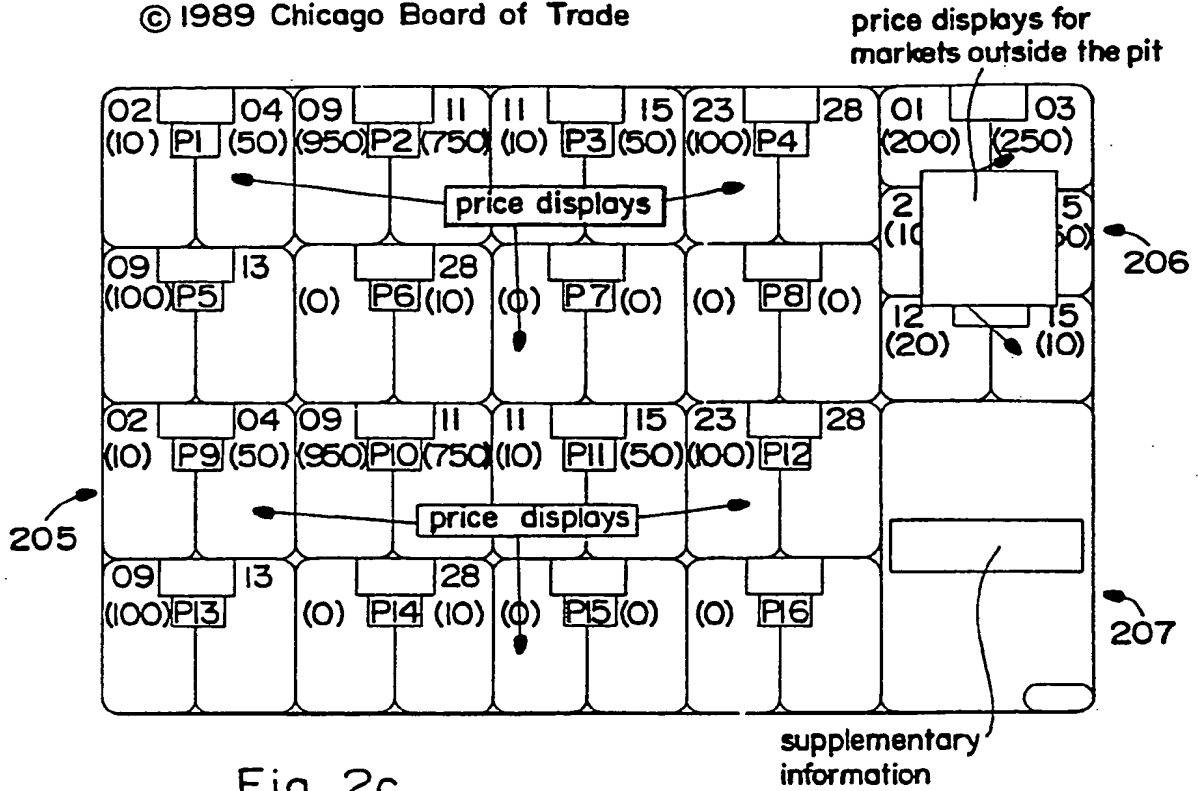 © 1989 Chicago Board of Trade
price displays for
markets outside the pit
02 04 09 11 11 15 23 28 01 03
(10) P1 (50) (950) P2 (750) (10) P3 (50) (100) P4 (200) (250)
price displays
2 5
(10 50)
206
09 13 28
(100) P5 (0) P6 (10) (0) P7 (0) (0) P8 (0)
12 15
(20) (10)
02 04 09 11 11 15 23 28
(10) P9 (50) (960) P10 (750) (10) P11 (50) (100) P12
205
price displays
09 13 28
(100) P13 (0) P14 (10) (0) P15 (0) (0) P16
207
supplementary
information
Fig. 2c